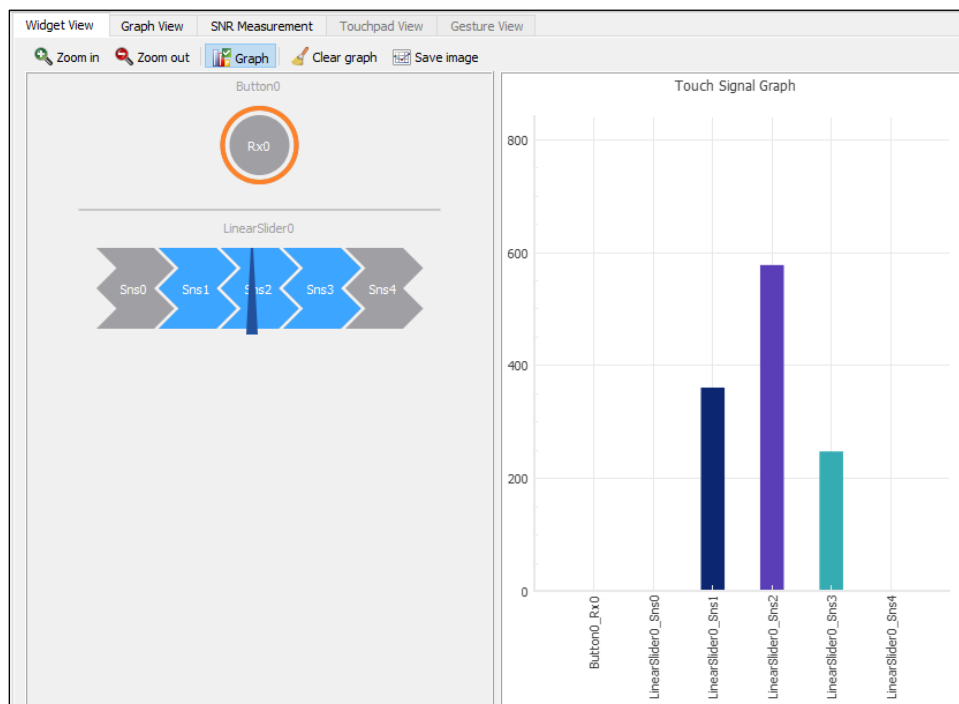 Widget View Graph View SNR Measurement Touchpad View Gesture View
Zoom in Zoom out Graph Clear graph Save image
Button0
Rx0
LinearSlider0
Sns0 Sns1 Sns2 Sns3 Sns4
Touch Signal Graph
800
600
400
200
0
Button0_Rx0
LinearSlider0_Sns0
LinearSlider0_Sns1
LinearSlider0_Sns2
LinearSlider0_Sns3
LinearSlider0_Sns4